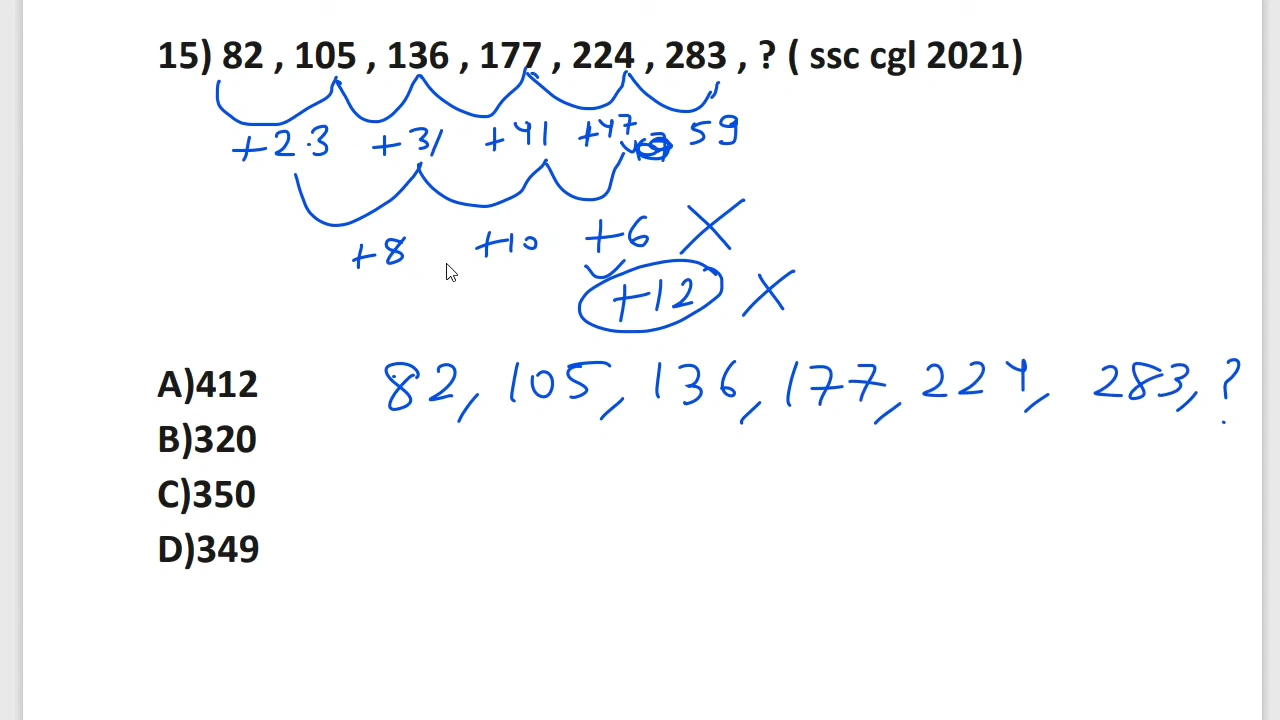 15) 82 , 105 , 136 , 177 , 224 , 283 , ? ( ssc cgl 2021)
+23 +31 +41 +47 59
+8 +10 +6
+12
A)412
82, 105, 136, 177, 224, 283, ?
B)320
C)350
D)349